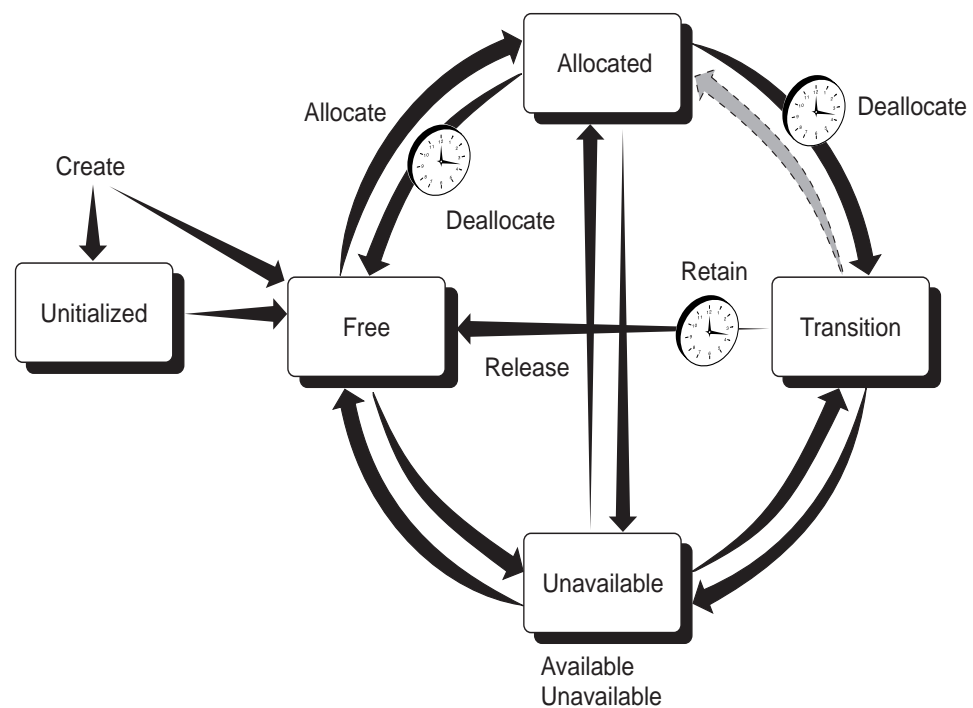 Allocated
Allocate
Deallocate
Create
Deallocate
Unitialized
Free
Retain
Transition
Release
Unavailable
Available
Unavailable